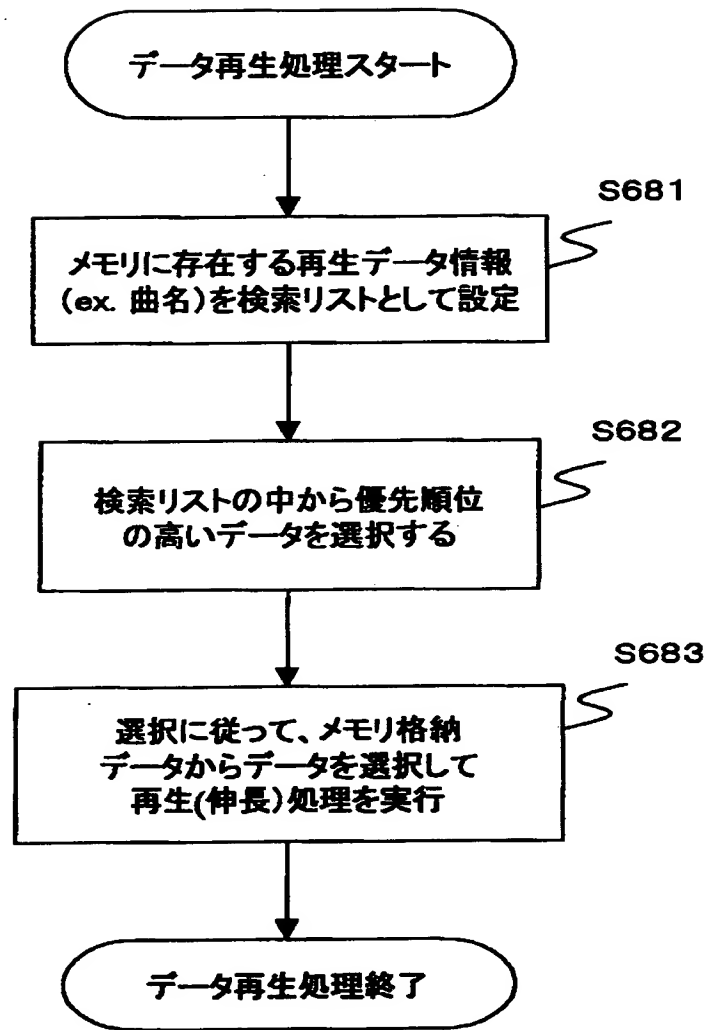 データ再生処理スタート
S681
メモリに存在する再生データ情報
(ex. 曲名)を検索リストとして設定
S682
検索リストの中から優先順位
の高いデータを選択する
S683
選択に従って、メモリ格納
データからデータを選択して
再生(伸長)処理を実行
データ再生処理終了